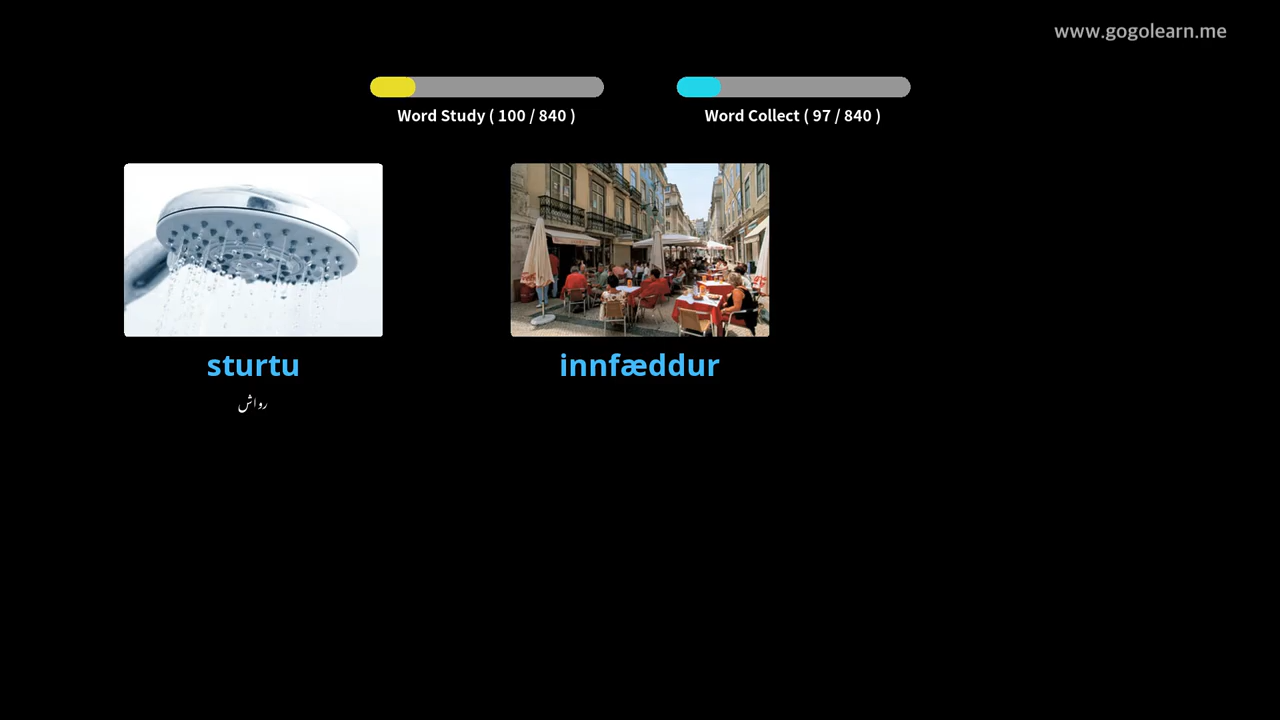 www.gogolearn.me
Word Study ( 100 / 840 )
Word Collect ( 97 / 840 )
sturtu
innfæddur
رواش